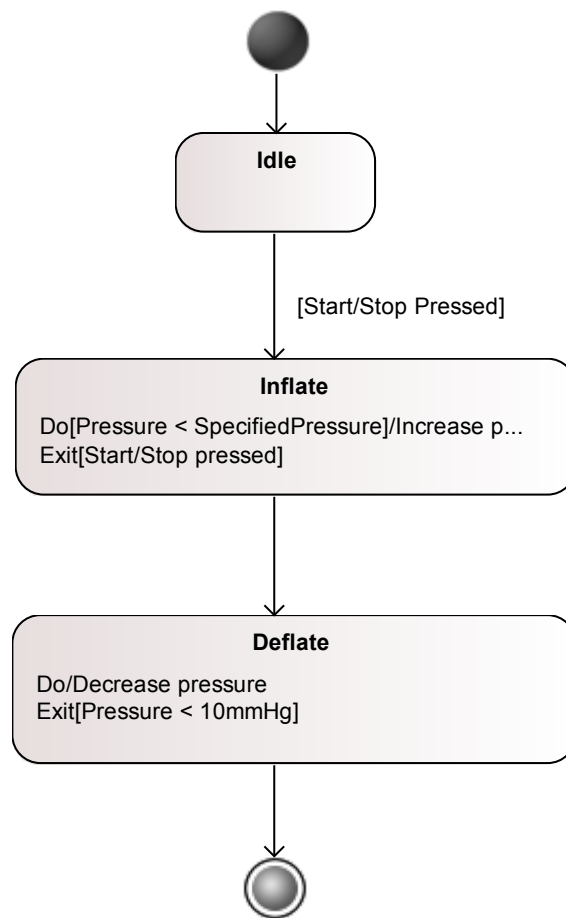 Idle
[Start/Stop Pressed]
Inflate
Do[Pressure < SpecifiedPressure]/Increase p...
Exit[Start/Stop pressed]
Deflate
Do/Decrease pressure
Exit[Pressure < 10mmHg]